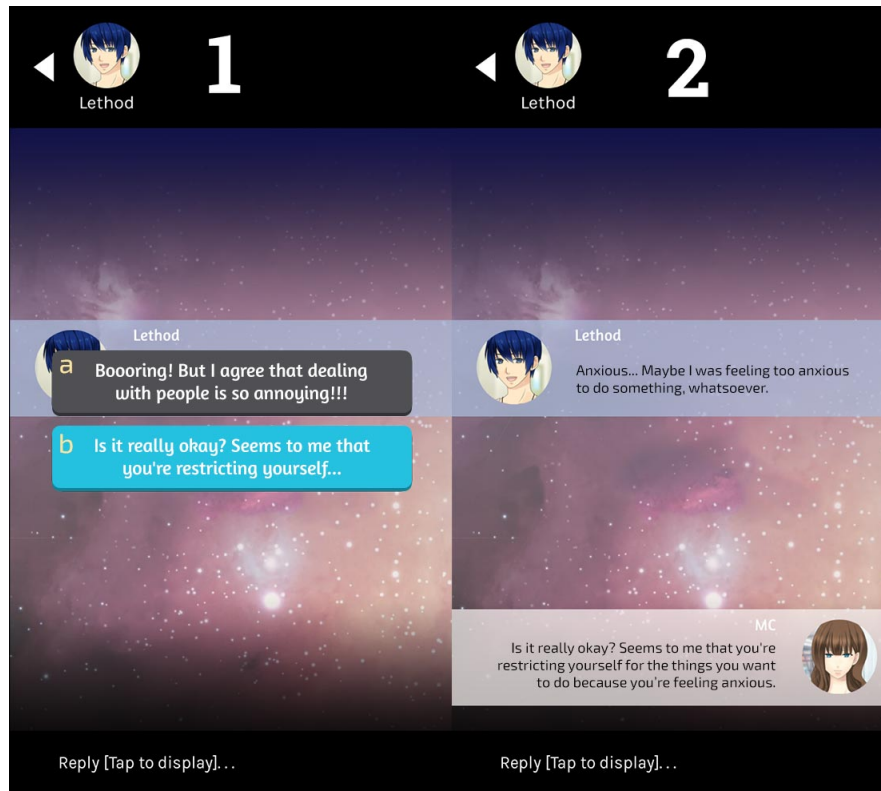 1
Lethod
Lethod
a
Boooring! But I agree that dealing
with people is so annoying!!!
b
Is it really okay? Seems to me that
you're restricting yourself...
Reply [Tap to display]...
2
Lethod
Lethod
Anxious... Maybe I was feeling too anxious
to do something, whatsoever.
MC
Is it really okay? Seems to me that you're
restricting yourself for the things you want
to do because you're feeling anxious.
Reply [Tap to display]...